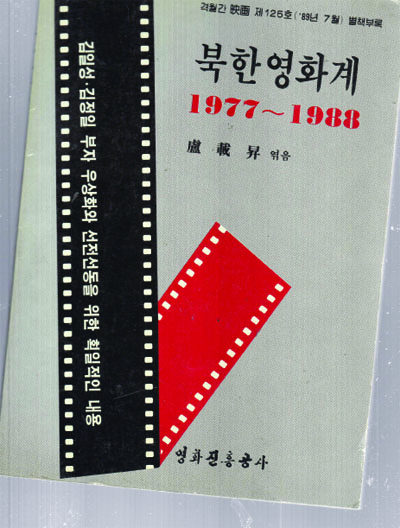 격월간 映画 제125호('89년 7월) 별책부록
북한영화계
1977~1988
盧載昇 엮음
김일성·김정일 부자 우상화와 선전선동을 위한 획일적인 내용
영화진흥공사